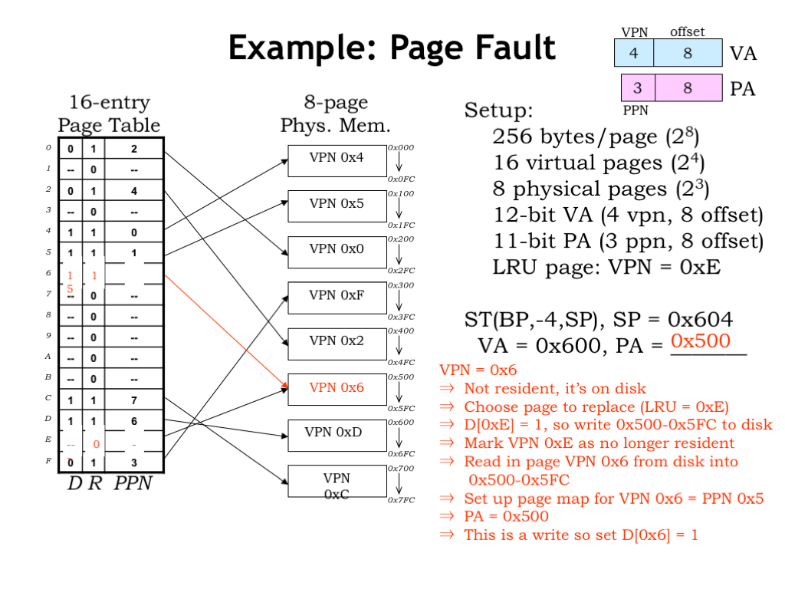 Example: Page Fault
VPN offset
4 8 VA
3 8 PA
PPN
16-entry
Page Table
8-page
Phys. Mem.
0 0 1 2
1 -- 0 --
2 0 1 4
3 -- 0 --
4 1 1 0
5 1 1 1
6 1 1
5
7 -- 0 --
8 -- 0 --
9 -- 0 --
A -- 0 --
B -- 0 --
C 1 1 7
D 1 1 6
E -- 0 -
F 0 1 3
D R PPN
VPN 0x4
0x000
0x0FC
VPN 0x5
0x100
0x1FC
VPN 0x0
0x200
0x2FC
VPN 0xF
0x300
0x3FC
VPN 0x2
0x400
0x4FC
VPN 0x6
0x500
0x5FC
VPN 0xD
0x600
0x6FC
VPN
0xC
0x700
0x7FC
Setup:
256 bytes/page (2⁸)
16 virtual pages (2⁴)
8 physical pages (2³)
12-bit VA (4 vpn, 8 offset)
11-bit PA (3 ppn, 8 offset)
LRU page: VPN = 0xE
ST(BP,-4,SP), SP = 0x604
VA = 0x600, PA = 0x500
VPN = 0x6
⇒ Not resident, it's on disk
⇒ Choose page to replace (LRU = 0xE)
⇒ D[0xE] = 1, so write 0x500-0x5FC to disk
⇒ Mark VPN 0xE as no longer resident
⇒ Read in page VPN 0x6 from disk into
0x500-0x5FC
⇒ Set up page map for VPN 0x6 = PPN 0x5
⇒ PA = 0x500
⇒ This is a write so set D[0x6] = 1